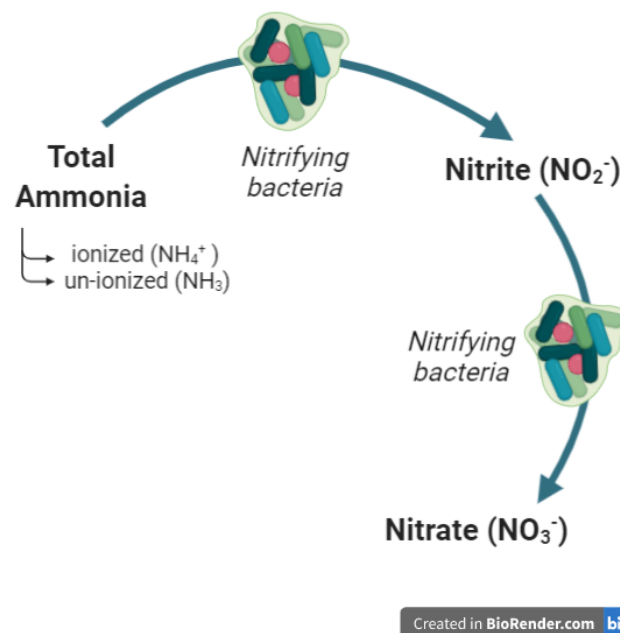 Total
Ammonia
ionized (NH₄⁺ )
un-ionized (NH₃)
Nitrifying
bacteria
Nitrite (NO₂⁻)
Nitrifying
bacteria
Nitrate (NO₃⁻)
Created in BioRender.com bi